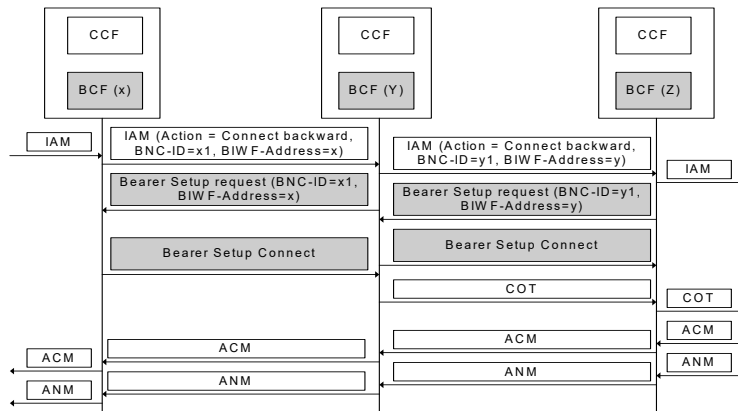 CCF
CCF
CCF
BCF (x)
BCF (Y)
BCF (Z)
IAM
IAM (Action = Connect backward,
BNC-ID=x1, BIWF-Address=x)
IAM (Action = Connect backward,
BNC-ID=y1, BIWF-Address=y)
IAM
Bearer Setup request (BNC-ID=x1,
BIWF-Address=x)
Bearer Setup request (BNC-ID=y1,
BIWF-Address=y)
Bearer Setup Connect
Bearer Setup Connect
COT
COT
ACM
ACM
ACM
ACM
ANM
ANM
ANM
ANM